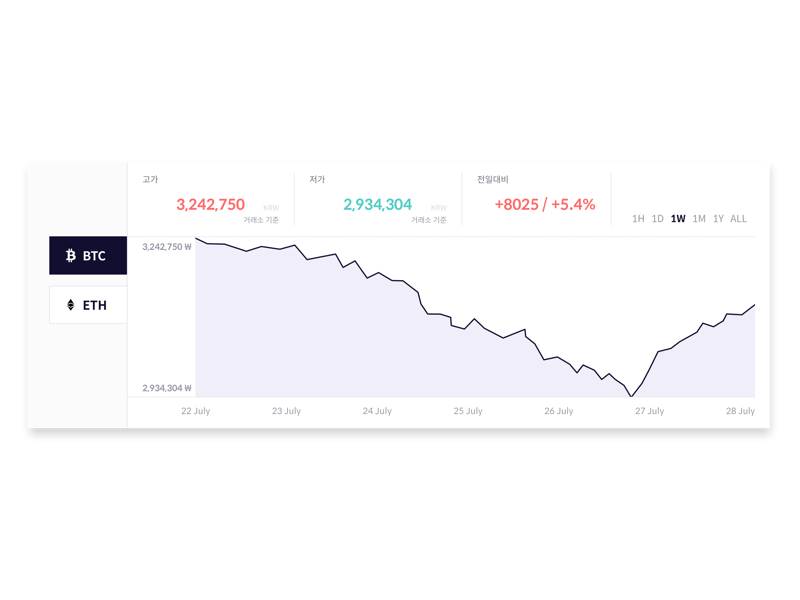 고가
3,242,750 KRW
거래소 기준
저가
2,934,304 KRW
거래소 기준
전일대비
+8025 / +5.4%
1H 1D 1W 1M 1Y ALL
BTC
ETH
3,242,750 ₩
2,934,304 ₩
22 July 23 July 24 July 25 July 26 July 27 July 28 July